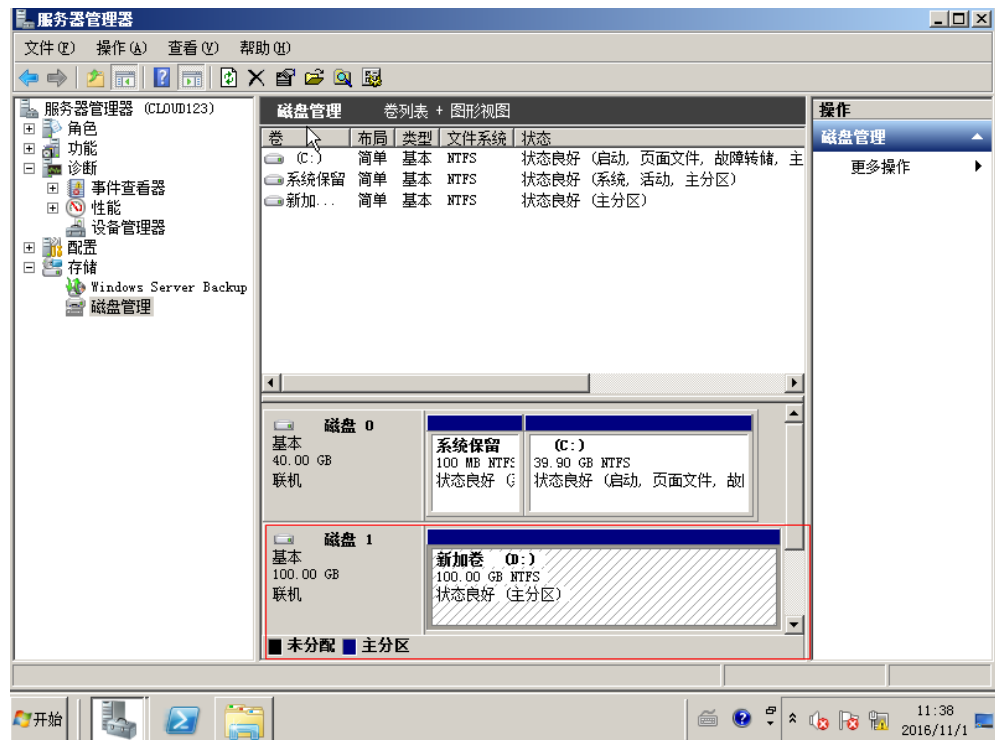 服务器管理器
文件(F) 操作(A) 查看(V) 帮助(H)
服务器管理器 (CLOUD123)
角色
功能
诊断
事件查看器
性能
设备管理器
配置
存储
Windows Server Backup
磁盘管理
磁盘管理 卷列表 + 图形视图
卷 布局 类型 文件系统 状态
(C:) 简单 基本 NTFS 状态良好 (启动, 页面文件, 故障转储, 主
系统保留 简单 基本 NTFS 状态良好 (系统, 活动, 主分区)
新加... 简单 基本 NTFS 状态良好 (主分区)
磁盘 0
基本
40.00 GB
联机
系统保留
100 MB NTFS
状态良好 (
(C:)
39.90 GB NTFS
状态良好 (启动, 页面文件, 故
磁盘 1
基本
100.00 GB
联机
新加卷 (D:)
100.00 GB NTFS
状态良好 (主分区)
未分配 主分区
操作
磁盘管理
更多操作
开始
11:38
2016/11/1